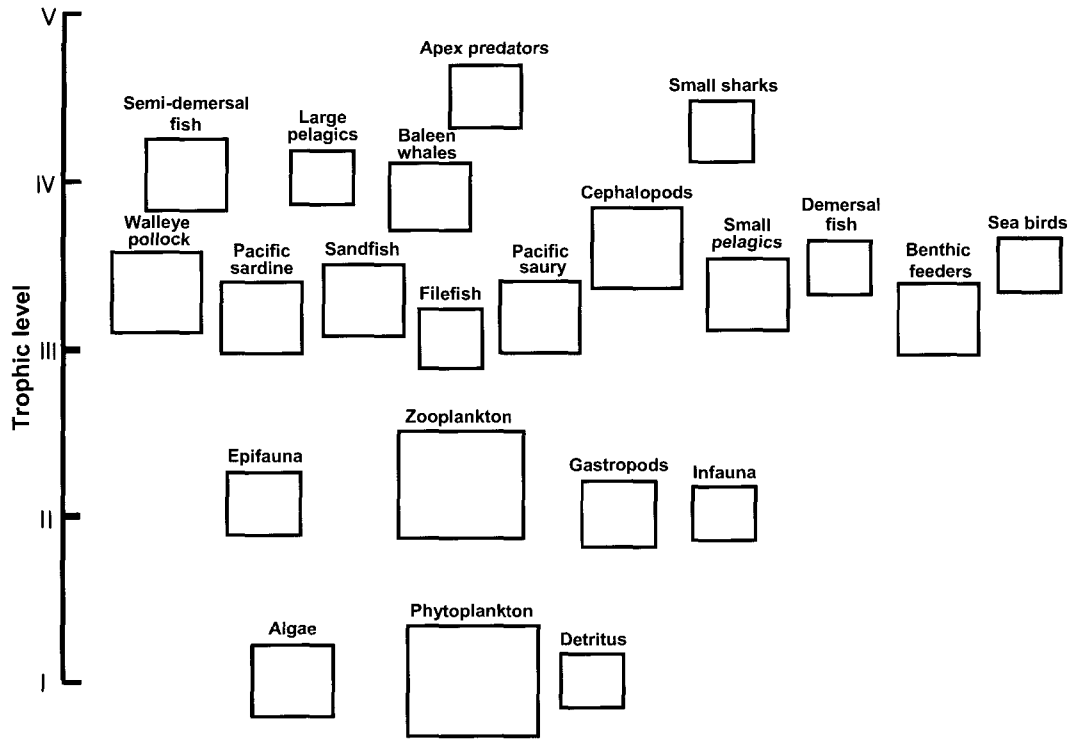 V
Apex predators
Small sharks
Semi-demersal
fish
Large
pelagics
Baleen
whales
IV
Cephalopods
Walleye
pollock
Pacific
sardine
Sandfish
Filefish
Pacific
saury
Small
pelagics
Demersal
fish
Benthic
feeders
Sea birds
Trophic level
III
Zooplankton
Epifauna
Gastropods
Infauna
II
Phytoplankton
Algae
Detritus
I